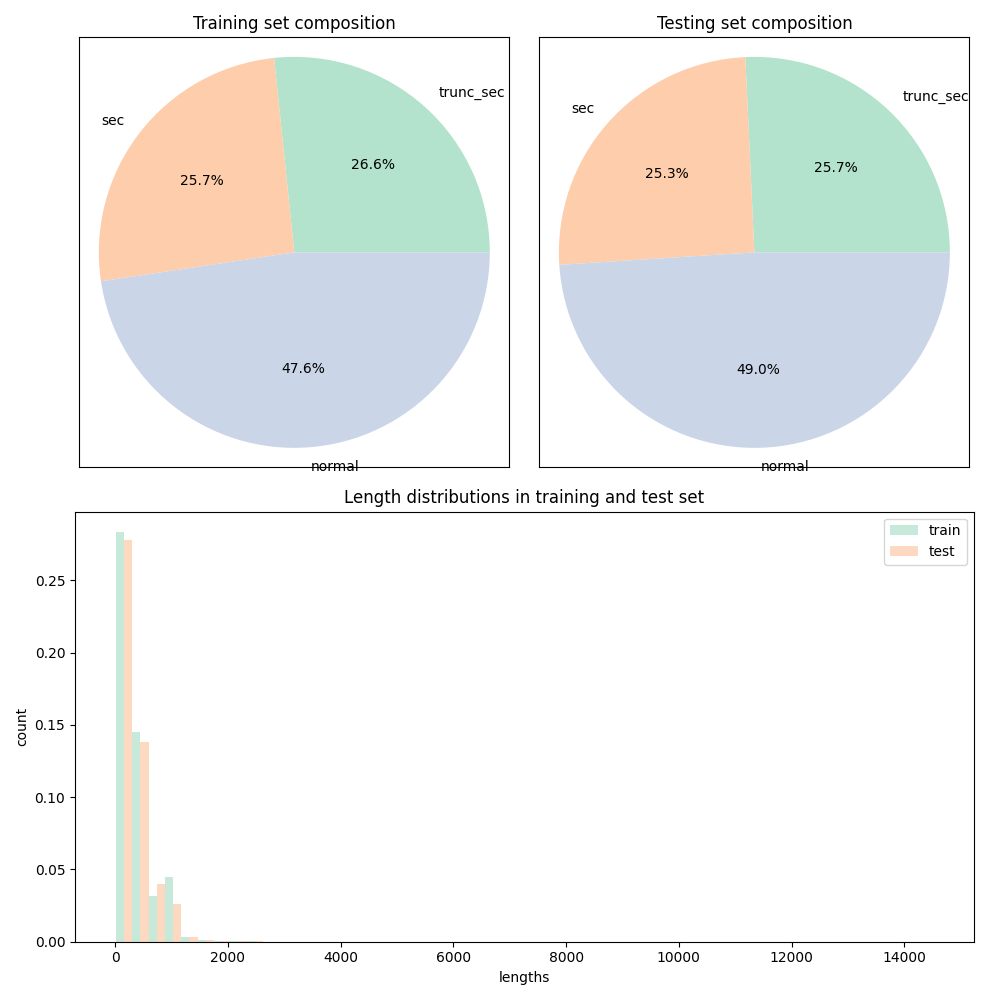 Training set composition
trunc_sec
sec
26.6%
25.7%
47.6%
normal
Testing set composition
trunc_sec
sec
25.7%
25.3%
49.0%
normal
Length distributions in training and test set
train
test
count
0.25
0.20
0.15
0.10
0.05
0.00
0 2000 4000 6000 8000 10000 12000 14000
lengths